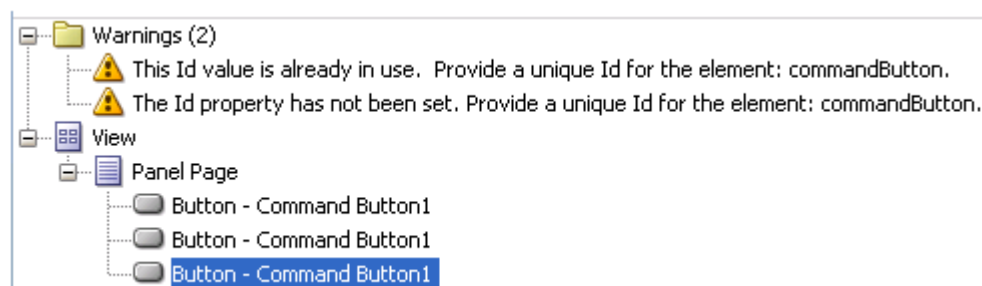 Warnings (2)
This Id value is already in use. Provide a unique Id for the element: commandButton.
The Id property has not been set. Provide a unique Id for the element: commandButton.
View
Panel Page
Button - Command Button1
Button - Command Button1
Button - Command Button1